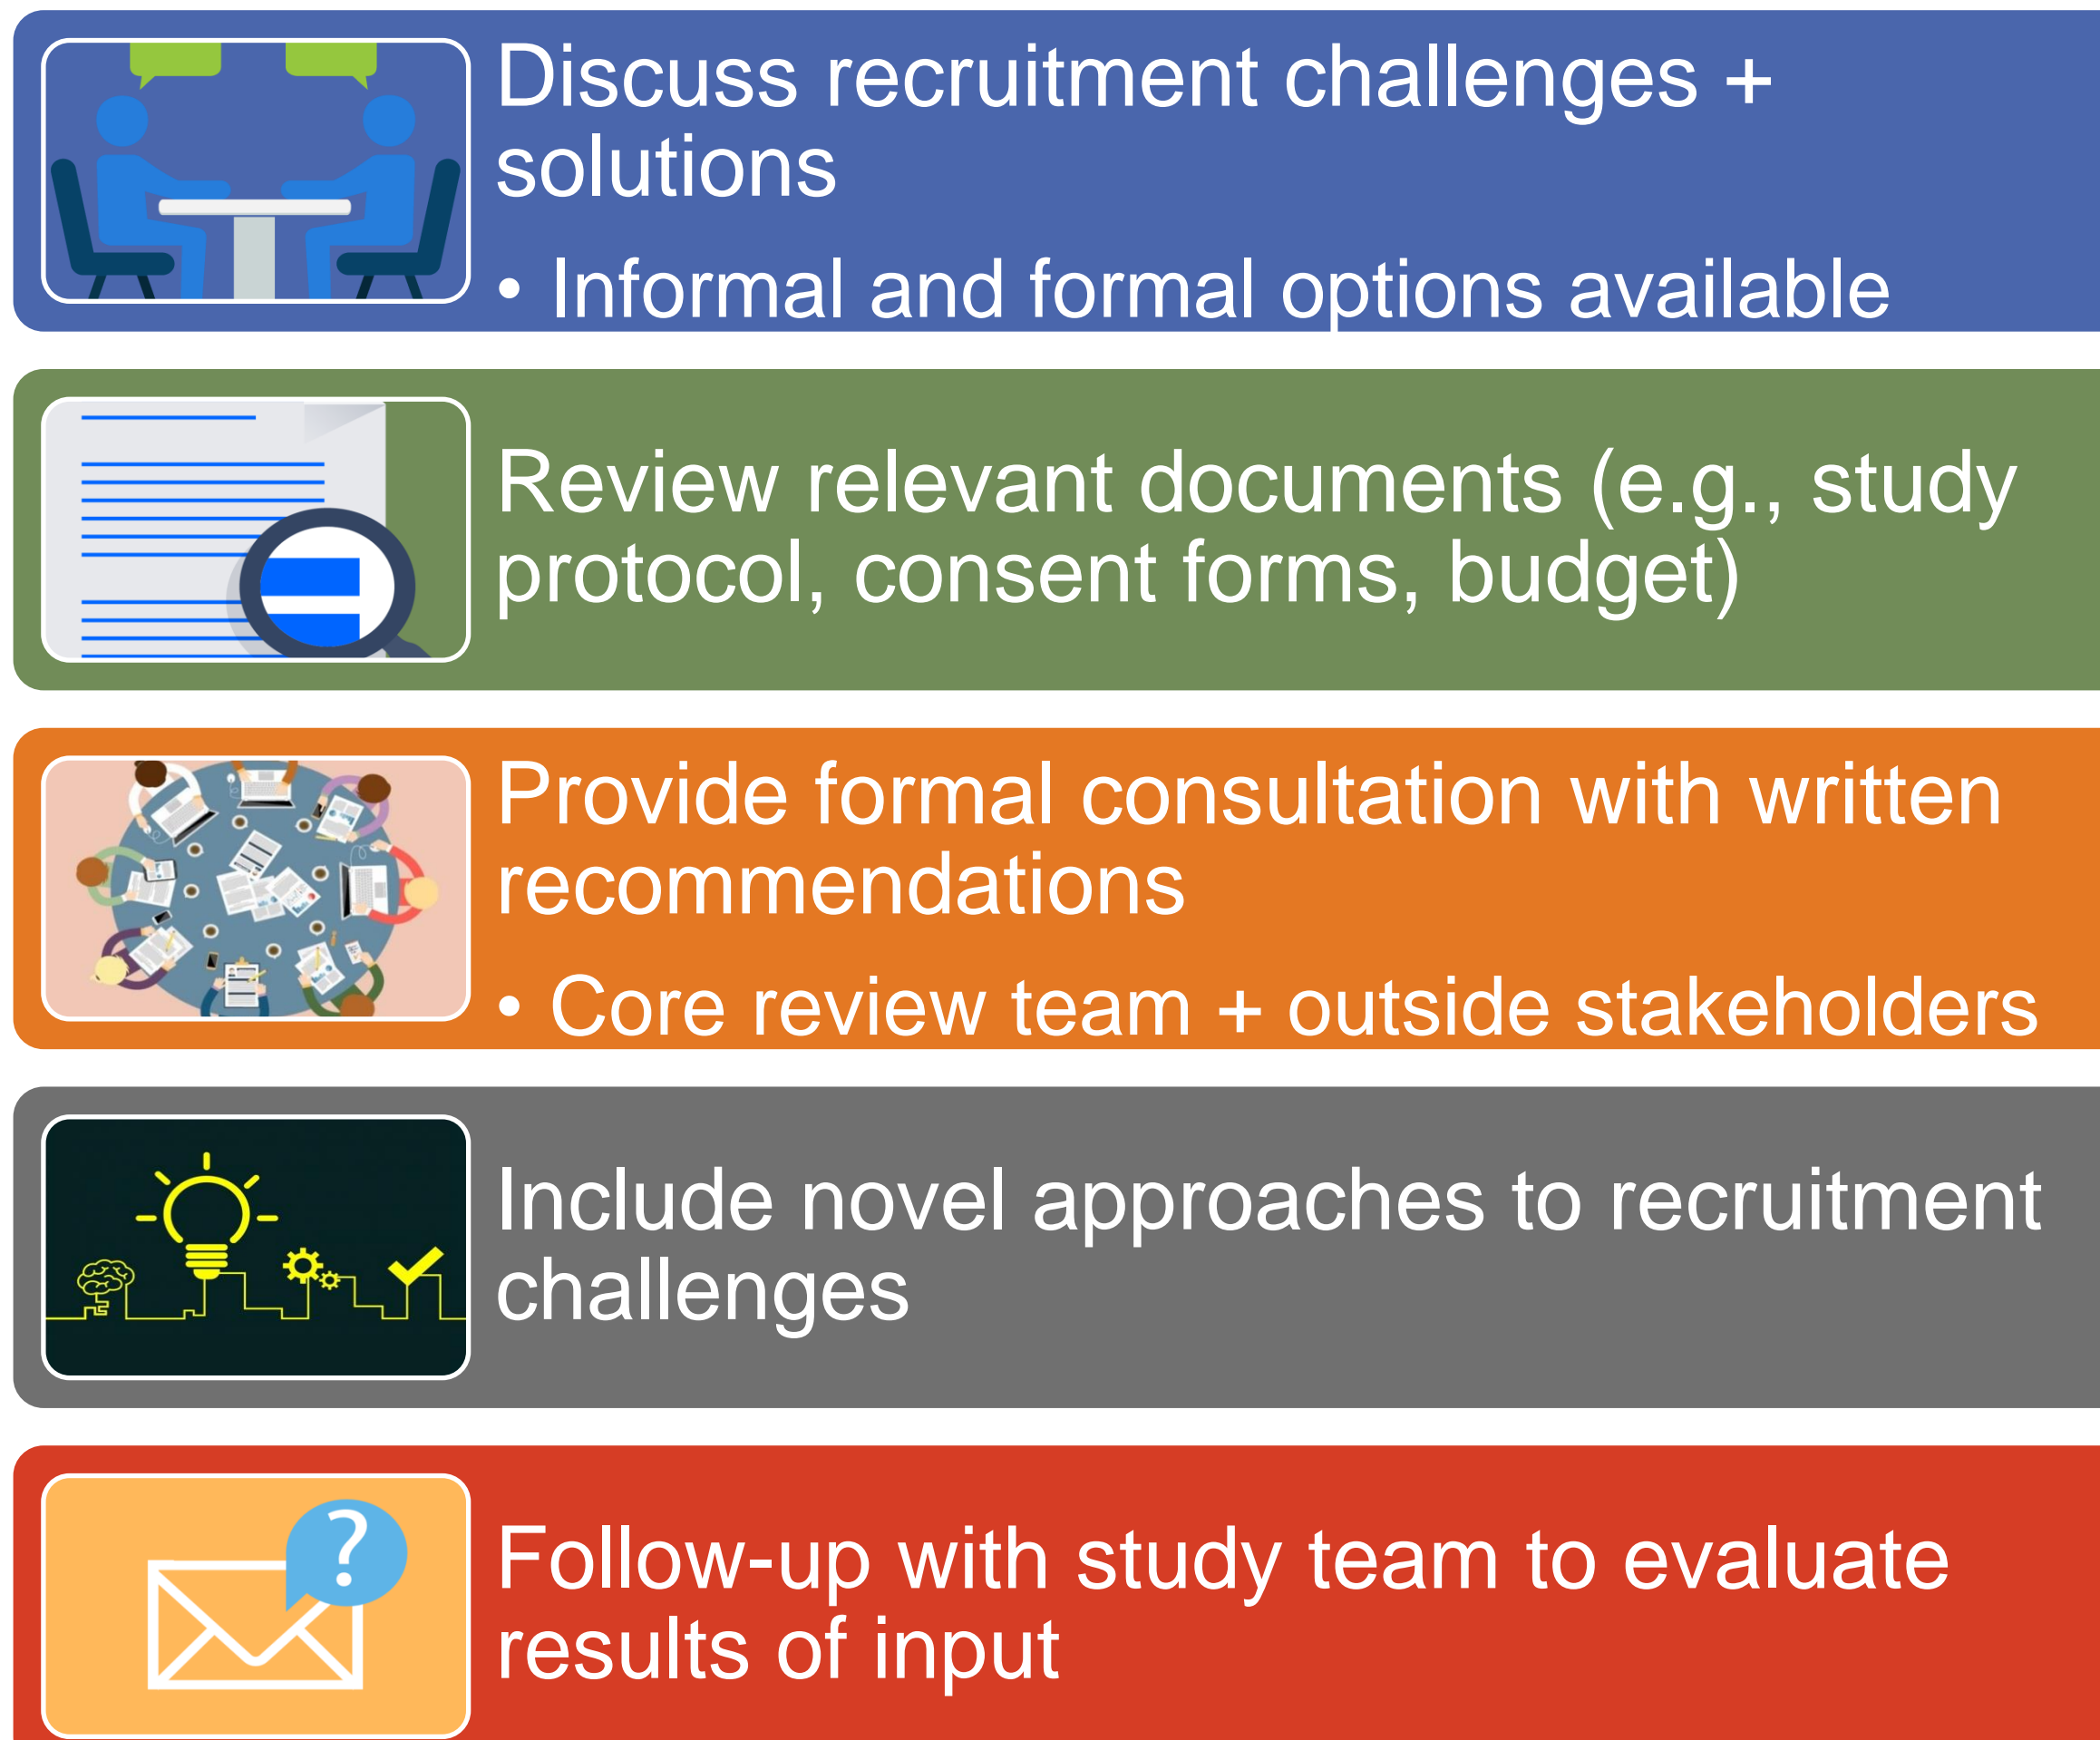 Discuss recruitment challenges +
solutions
• Informal and formal options available
Review relevant documents (e.g., study
protocol, consent forms, budget)
Provide formal consultation with written
recommendations
• Core review team + outside stakeholders
Include novel approaches to recruitment
challenges
?
Follow-up with study team to evaluate
results of input